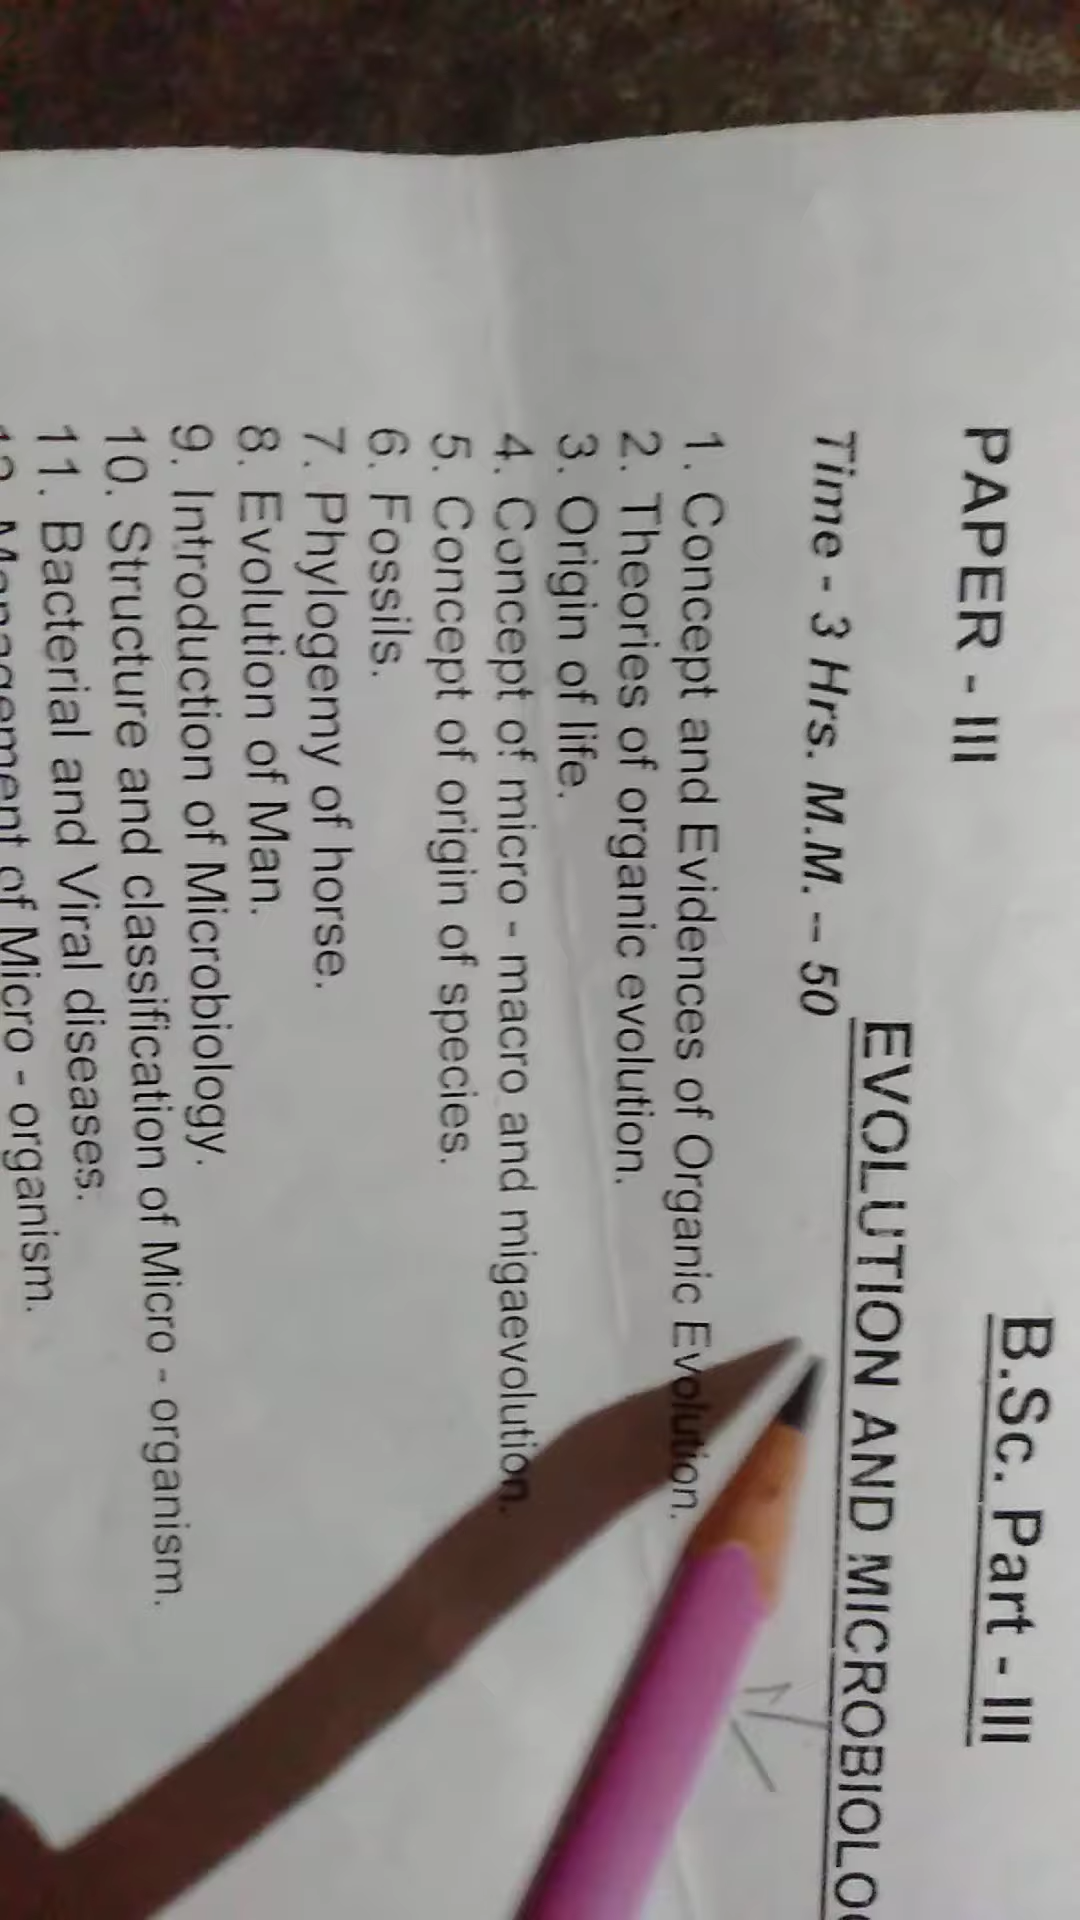 B.Sc. Part - III
PAPER - III
EVOLUTION AND MICROBIOLO
Time - 3 Hrs. M.M. -- 50
1. Concept and Evidences of Organic Evolution.
2. Theories of organic evolution.
3. Origin of life.
4. Concept of micro - macro and migaevolution.
5. Concept of origin of species.
6. Fossils.
7. Phylogemy of horse.
8. Evolution of Man.
9. Introduction of Microbiology.
10. Structure and classification of Micro - organism.
11. Bacterial and Viral diseases.
12. Management of Micro - organism.